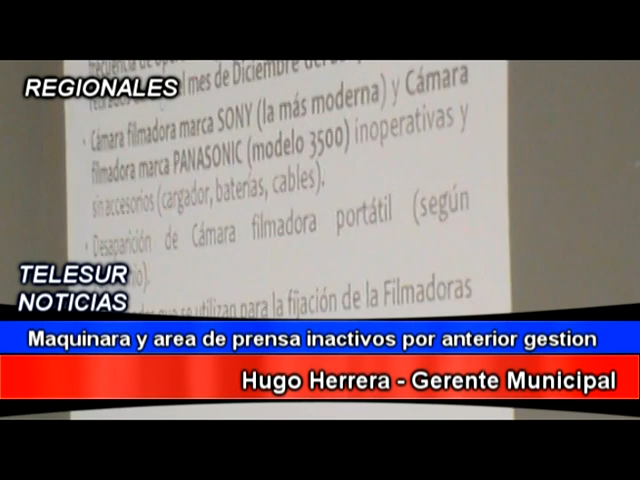 REGIONALES
mes de Diciembre
Cámara filmadora marca SONY (la más moderna) y Cámara
filmadora marca PANASONIC (modelo 3500) inoperativas y
sin accesorios (cargador, baterías, cables).
Desaparición de Cámara filmadora portátil (según
se utilizan para la fijación de la Filmadoras
TELESUR
NOTICIAS
Maquinara y area de prensa inactivos por anterior gestion
Hugo Herrera - Gerente Municipal